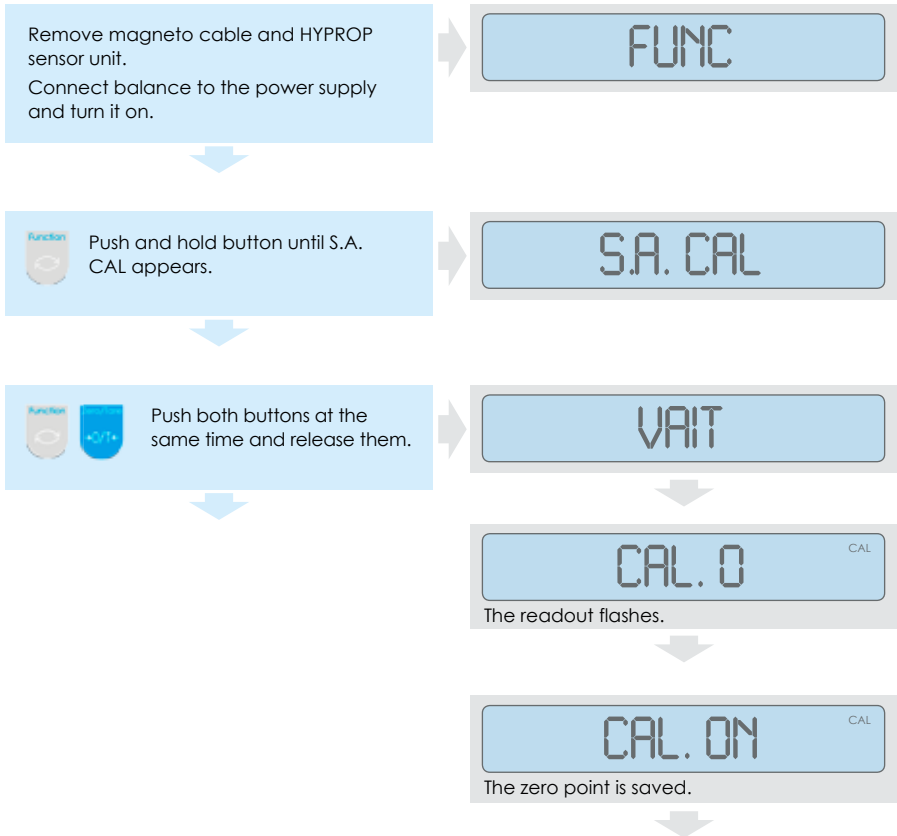 Remove magneto cable and HYPROP
sensor unit.
Connect balance to the power supply
and turn it on.
FUNC
Function
Push and hold button until S.A.
CAL appears.
S.A. CAL
Function
Zero/Tare
→0/T←
Push both buttons at the
same time and release them.
VAIT
CAL. 0
CAL
The readout flashes.
CAL. ON
CAL
The zero point is saved.